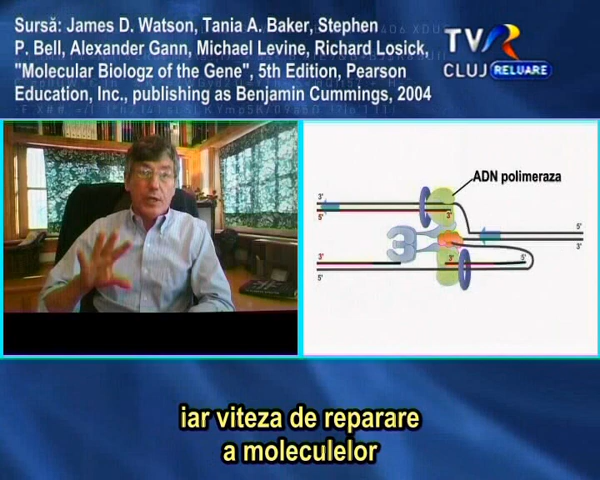 Sursă: James D. Watson, Tania A. Baker, Stephen
P. Bell, Alexander Gann, Michael Levine, Richard Losick,
"Molecular Biologz of the Gene", 5th Edition, Pearson
Education, Inc., publishing as Benjamin Cummings, 2004
TVR
CLUJ RELUARE
ADN polimeraza
3'
5'
3'
5'
3'
3'
5'
3'
5'
iar viteza de reparare
a moleculelor